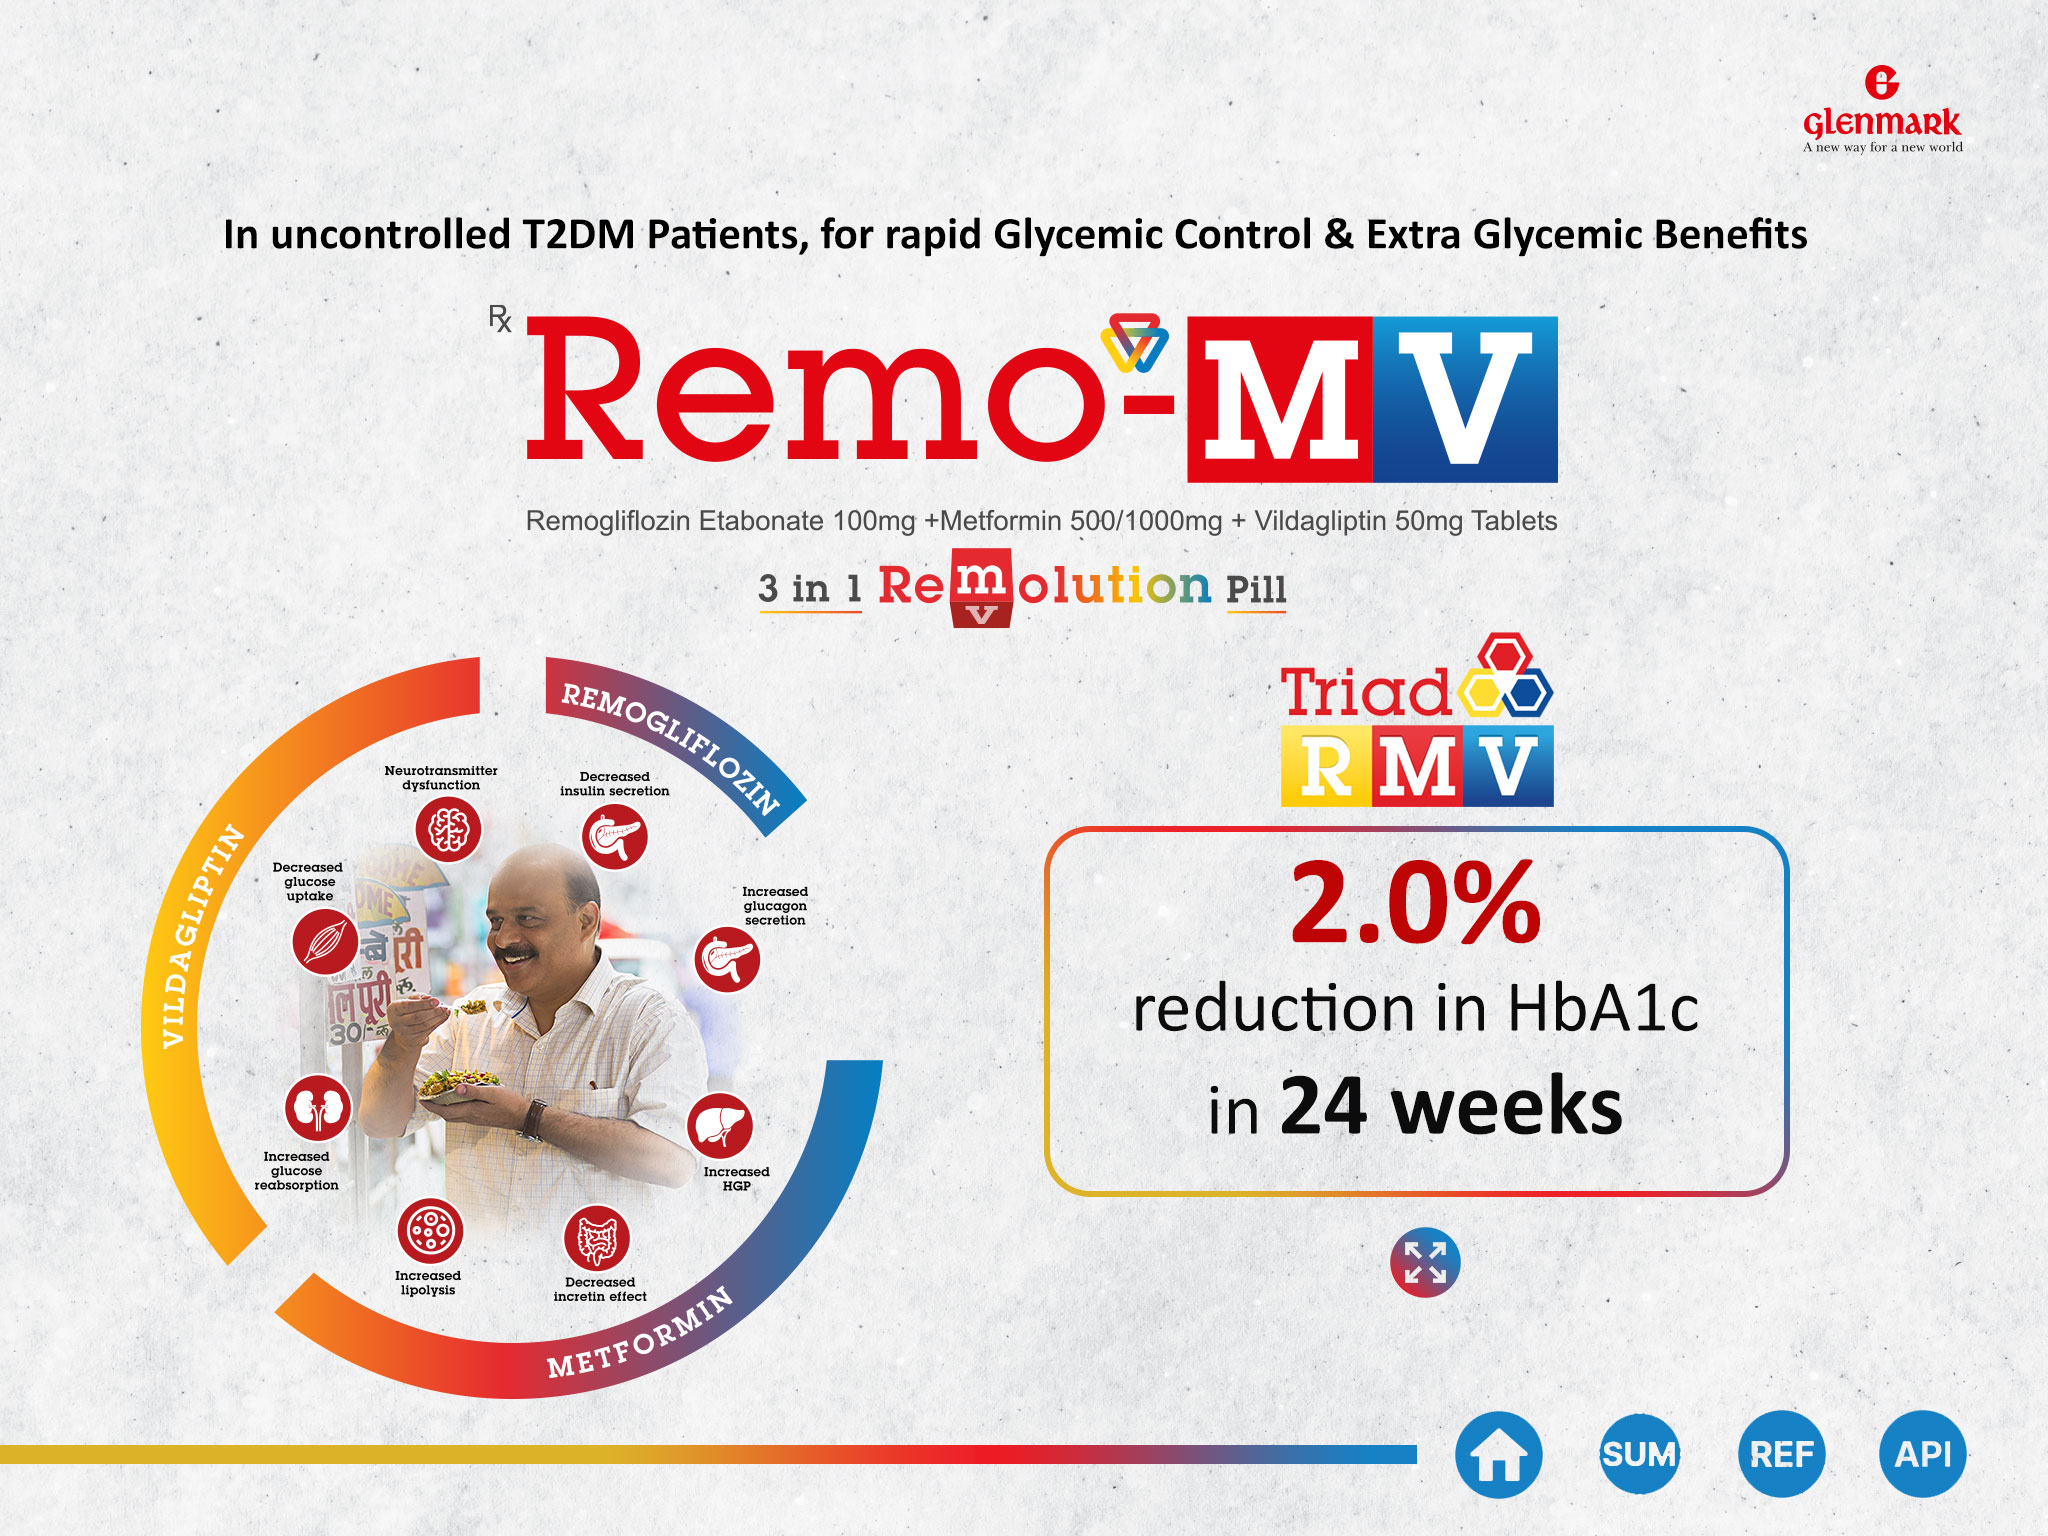 glenmark
A new way for a new world
In uncontrolled T2DM Patients, for rapid Glycemic Control & Extra Glycemic Benefits
Rx Remo-MV
Remogliflozin Etabonate 100mg +Metformin 500/1000mg + Vildagliptin 50mg Tablets
3 in 1 Remolution Pill
v
REMOGLIFLOZIN
VILDAGLIPTIN
METFORMIN
Neurotransmitter
dysfunction
Decreased
insulin secretion
Decreased
glucose
uptake
Increased
glucagon
secretion
Increased
glucose
reabsorption
Increased
HGP
Increased
lipolysis
Decreased
incretin effect
ल पूरी
30/-
Triad
RMV
2.0%
reduction in HbA1c
in 24 weeks
SUM
REF
API